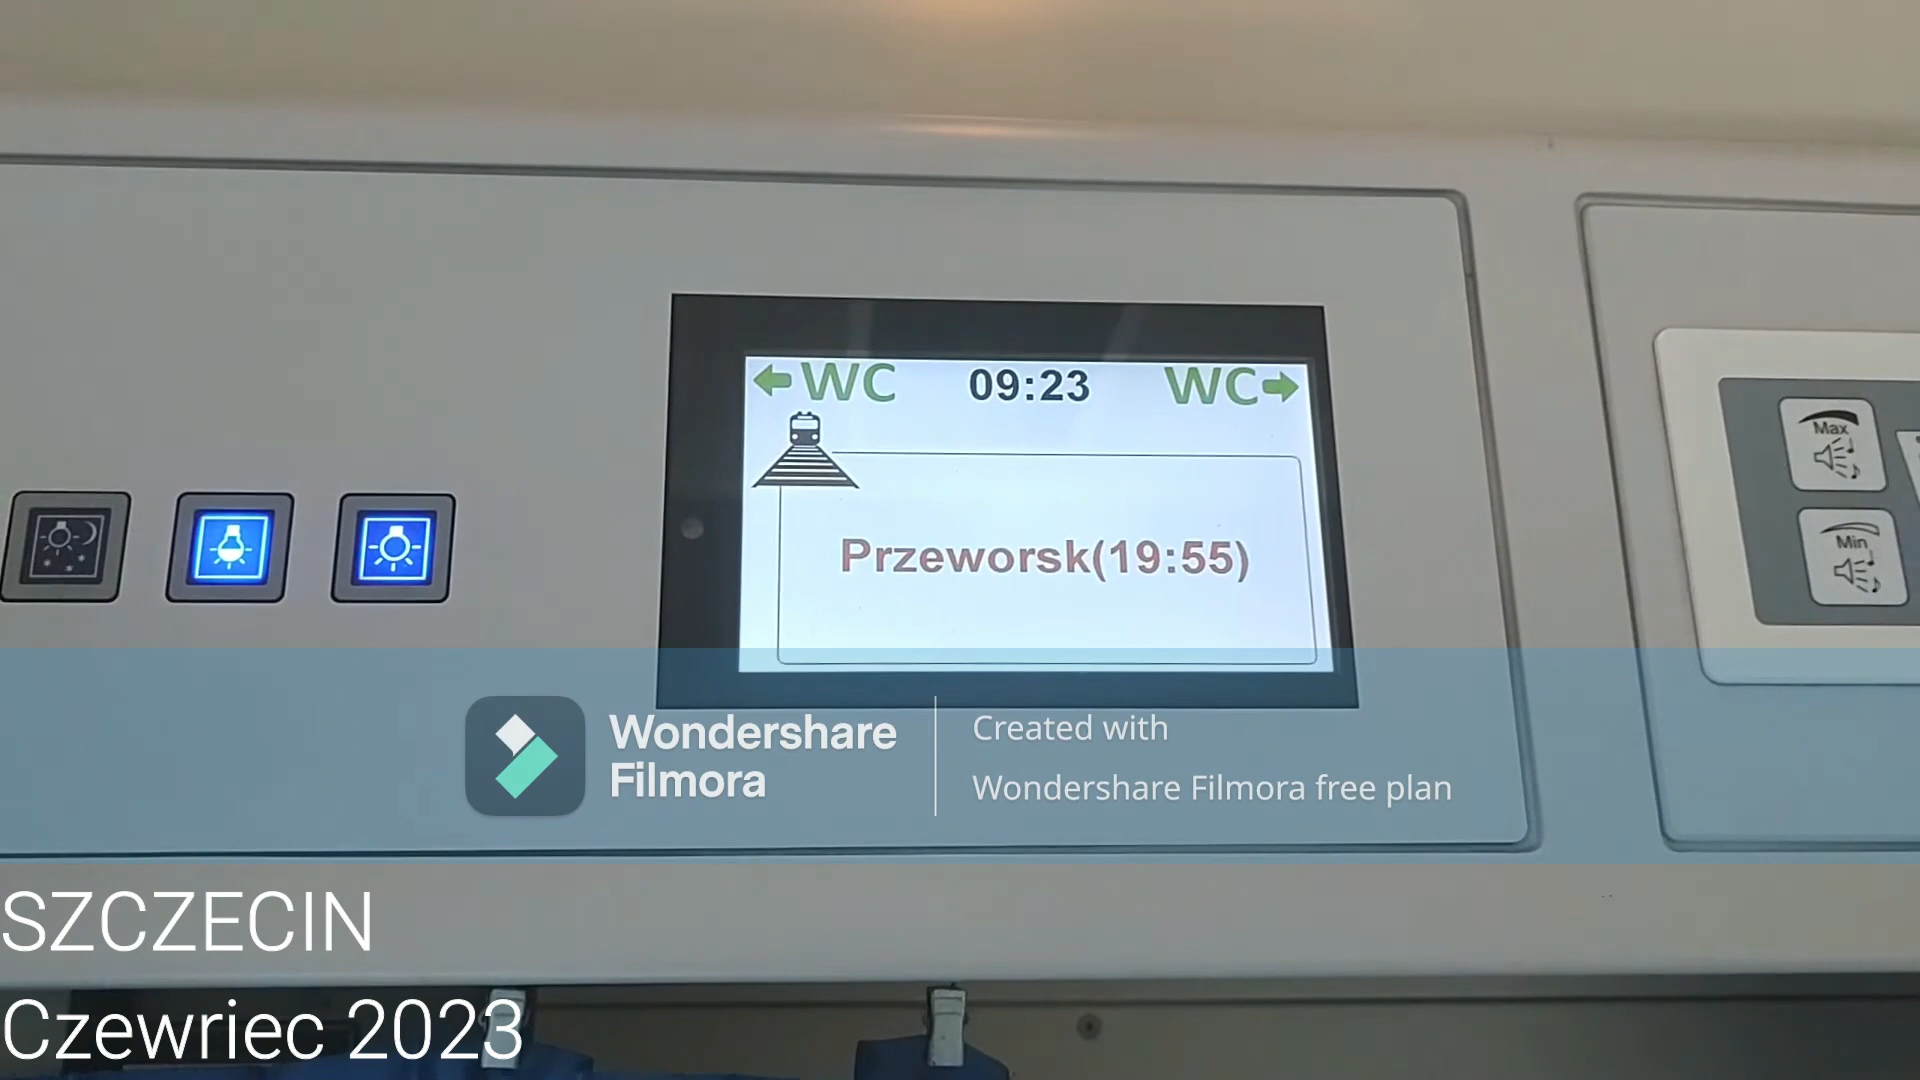 WC 09:23 WC
Przeworsk(19:55)
Max
Min
Wondershare
Filmora
Created with
Wondershare Filmora free plan
SZCZECIN
Czewriec 2023